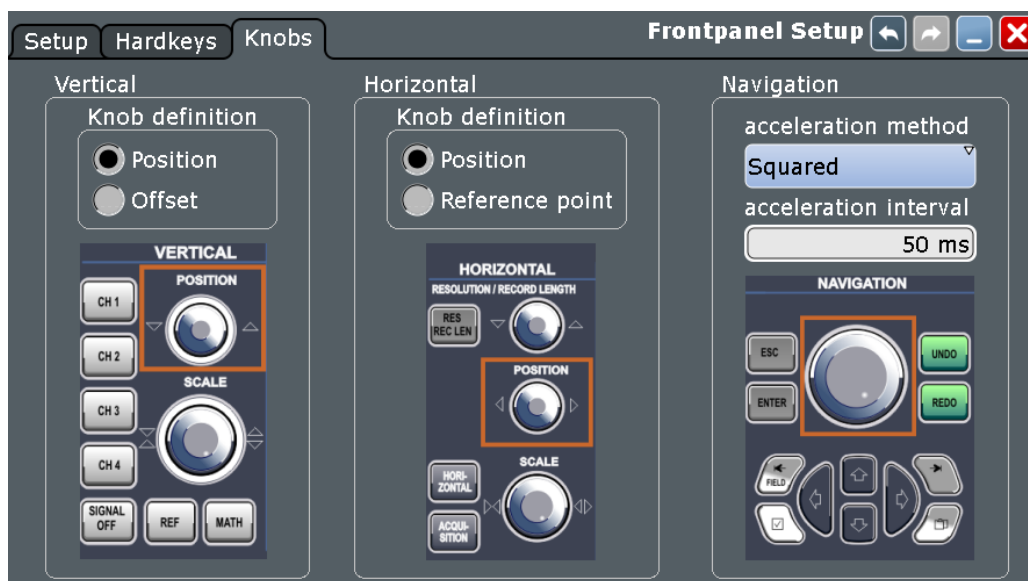 Setup Hardkeys Knobs Frontpanel Setup
Vertical
Knob definition
Position
Offset
VERTICAL
POSITION
CH 1
CH 2
SCALE
CH 3
CH 4
SIGNAL
OFF
REF
MATH
Horizontal
Knob definition
Position
Reference point
HORIZONTAL
RESOLUTION / RECORD LENGTH
RES
REC LEN
POSITION
SCALE
HORI-
ZONTAL
ACQUI-
SITION
Navigation
acceleration method
Squared
acceleration interval
50 ms
NAVIGATION
ESC
UNDO
ENTER
REDO
FIELD